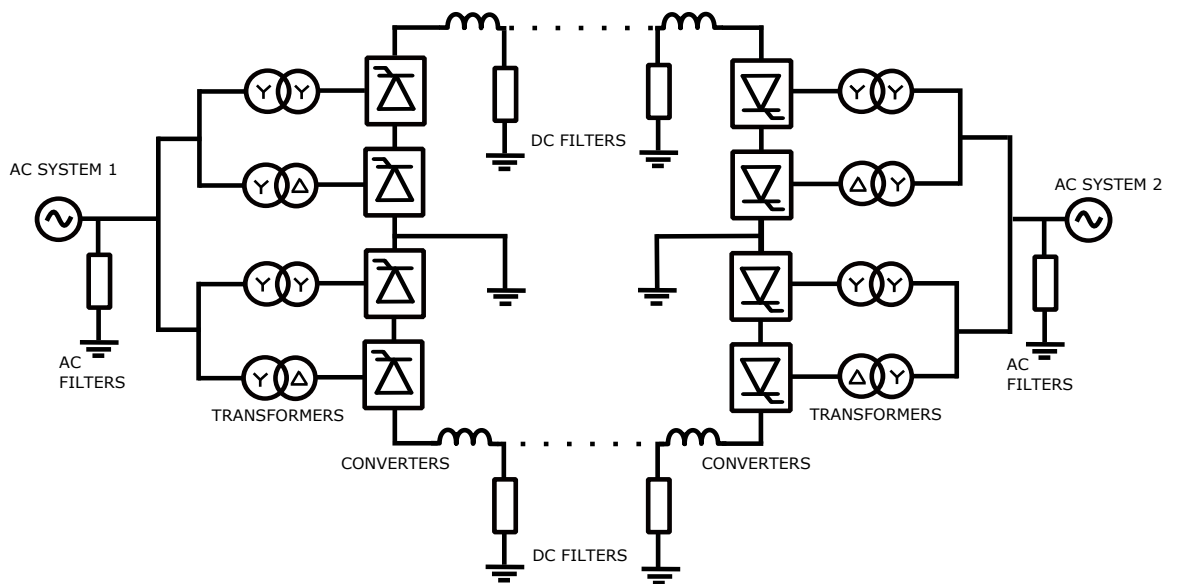 DC FILTERS
AC SYSTEM 1
AC SYSTEM 2
Y Y
Y Y
Y Δ
Δ Y
Y Y
Y Y
Y Δ
Δ Y
AC
FILTERS
AC
FILTERS
TRANSFORMERS
TRANSFORMERS
CONVERTERS
CONVERTERS
DC FILTERS